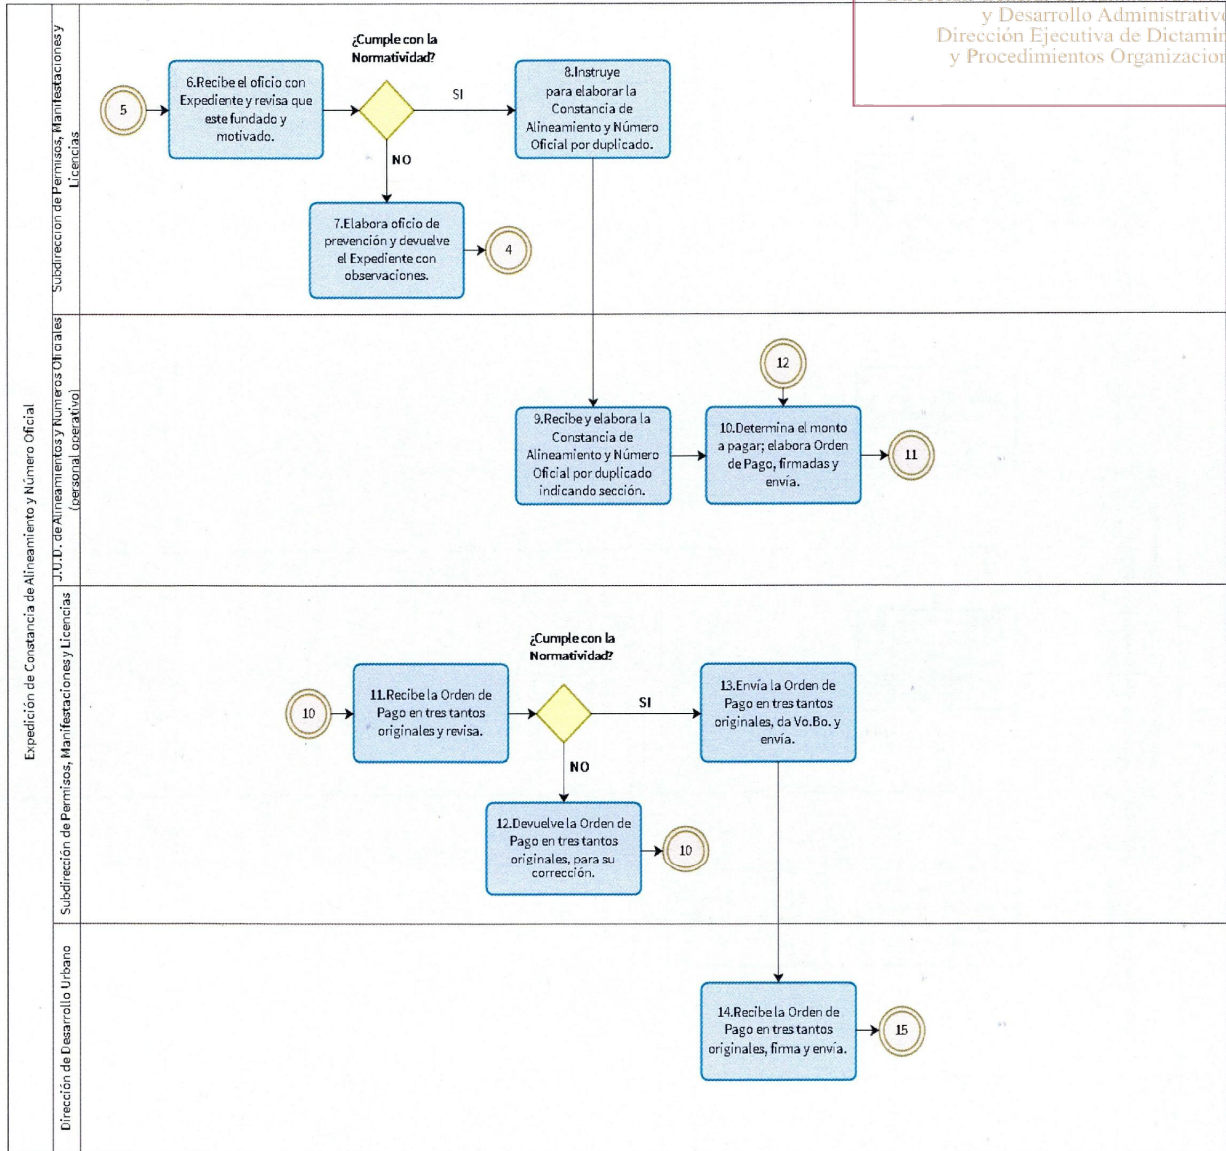 y Desarrollo Administrativo
Dirección Ejecutiva de Dictamin
y Procedimientos Organizacion
Expedición de Constancia de Alineamiento y Número Oficial
Subdirección de Permisos, Manifestaciones y
Licencias
5
6.Recibe el oficio con
Expediente y revisa que
este fundado y
motivado.
¿Cumple con la
Normatividad?
SI
NO
8.Instruye
para elaborar la
Constancia de
Alineamiento y Número
Oficial por duplicado.
7.Elabora oficio de
prevención y devuelve
el Expediente con
observaciones.
4
J.U.D. de Alineamientos y Números Oficiales
(personal operativo)
12
9.Recibe y elabora la
Constancia de
Alineamiento y Número
Oficial por duplicado
indicando sección.
10.Determina el monto
a pagar; elabora Orden
de Pago, firmadas y
envía.
11
Subdirección de Permisos, Manifestaciones y Licencias
10
11.Recibe la Orden de
Pago en tres tantos
originales y revisa.
¿Cumple con la
Normatividad?
SI
NO
13.Envía la Orden de
Pago en tres tantos
originales, da Vo.Bo. y
envía.
12.Devuelve la Orden de
Pago en tres tantos
originales, para su
corrección.
10
Dirección de Desarrollo Urbano
14.Recibe la Orden de
Pago en tres tantos
originales, firma y envía.
15